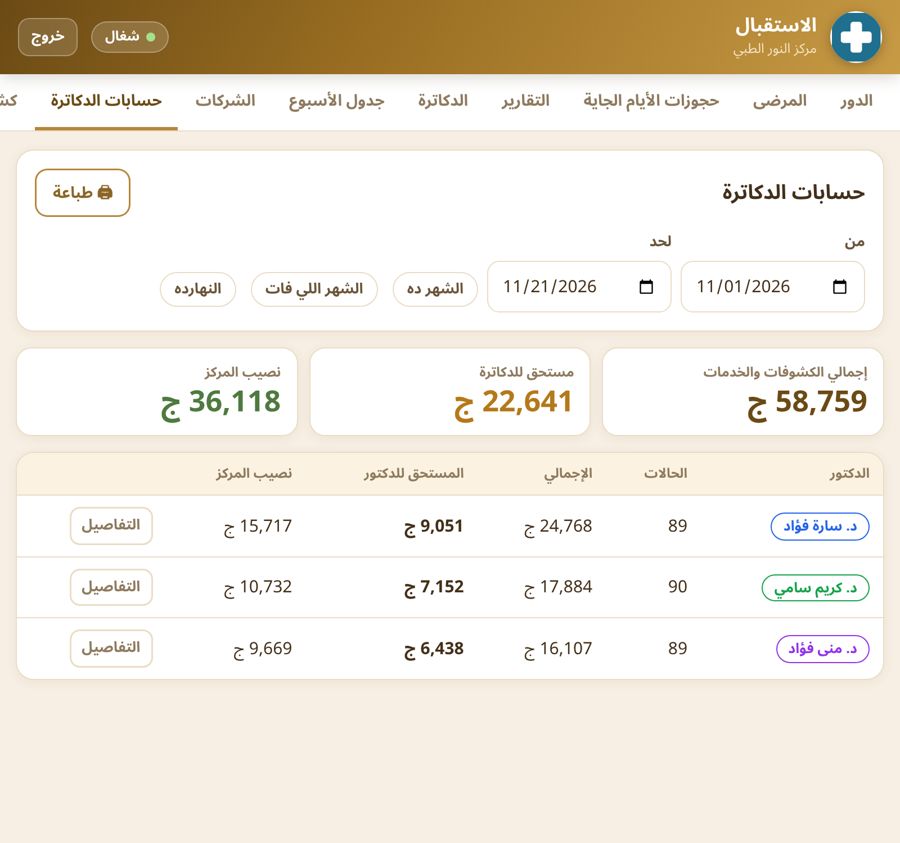 الاستقبال
مركز النور الطبي
شغال
خروج
الدور المرضى حجوزات الأيام الجاية التقارير الدكاترة جدول الأسبوع الشركات حسابات الدكاترة
حسابات الدكاترة
طباعة
من
لحد
11/01/2026
11/21/2026
الشهر ده
الشهر اللي فات
النهارده
إجمالي الكشوفات والخدمات
58,759 ج
مستحق للدكاترة
22,641 ج
نصيب المركز
36,118 ج
الدكتور الحالات الإجمالي المستحق للدكتور نصيب المركز
د. سارة فؤاد 89 24,768 ج 9,051 ج 15,717 ج التفاصيل
د. كريم سامي 90 17,884 ج 7,152 ج 10,732 ج التفاصيل
د. منى فؤاد 89 16,107 ج 6,438 ج 9,669 ج التفاصيل